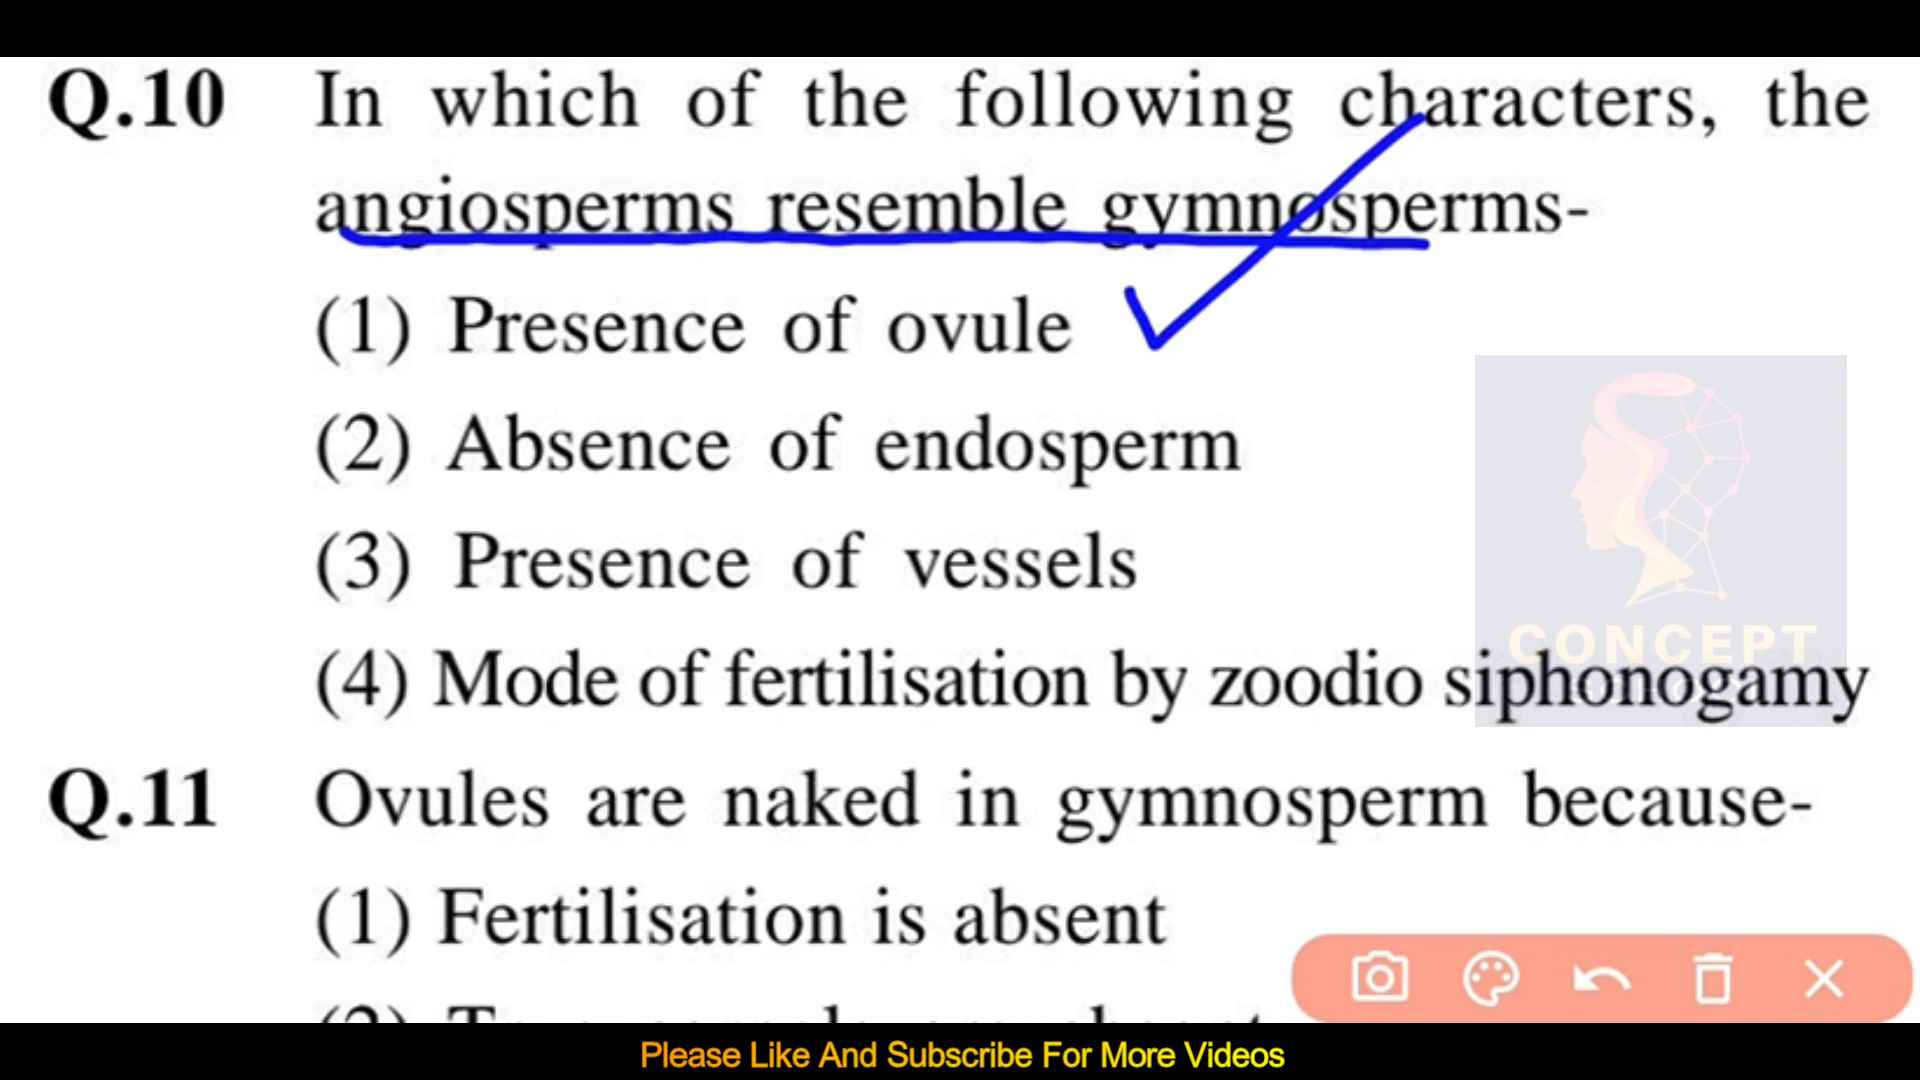 Q.10 In which of the following characters, the
angiosperms resemble gymnosperms-
(1) Presence of ovule
(2) Absence of endosperm
(3) Presence of vessels
CONCEPT
(4) Mode of fertilisation by zoodio siphonogamy
Q.11 Ovules are naked in gymnosperm because-
(1) Fertilisation is absent
Please Like And Subscribe For More Videos